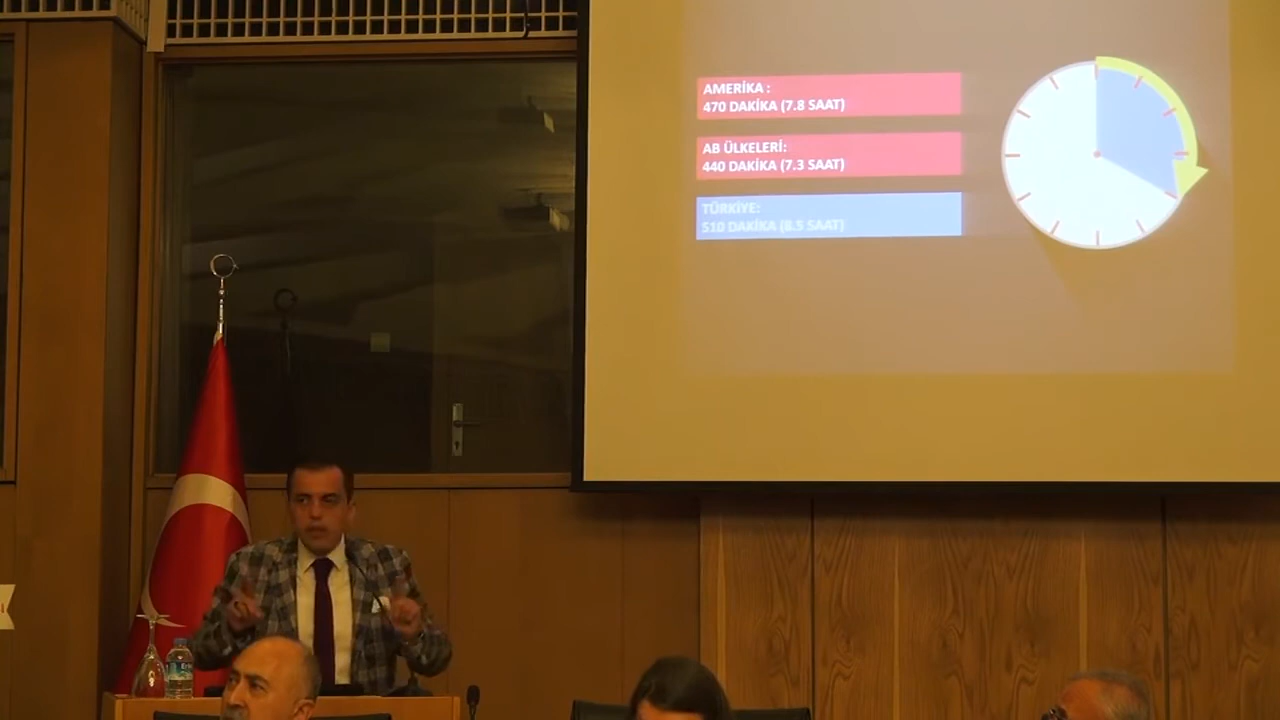 AMERİKA :
470 DAKİKA (7.8 SAAT)
AB ÜLKELERİ:
440 DAKİKA (7.3 SAAT)
TÜRKİYE:
510 DAKİKA (8.5 SAAT)